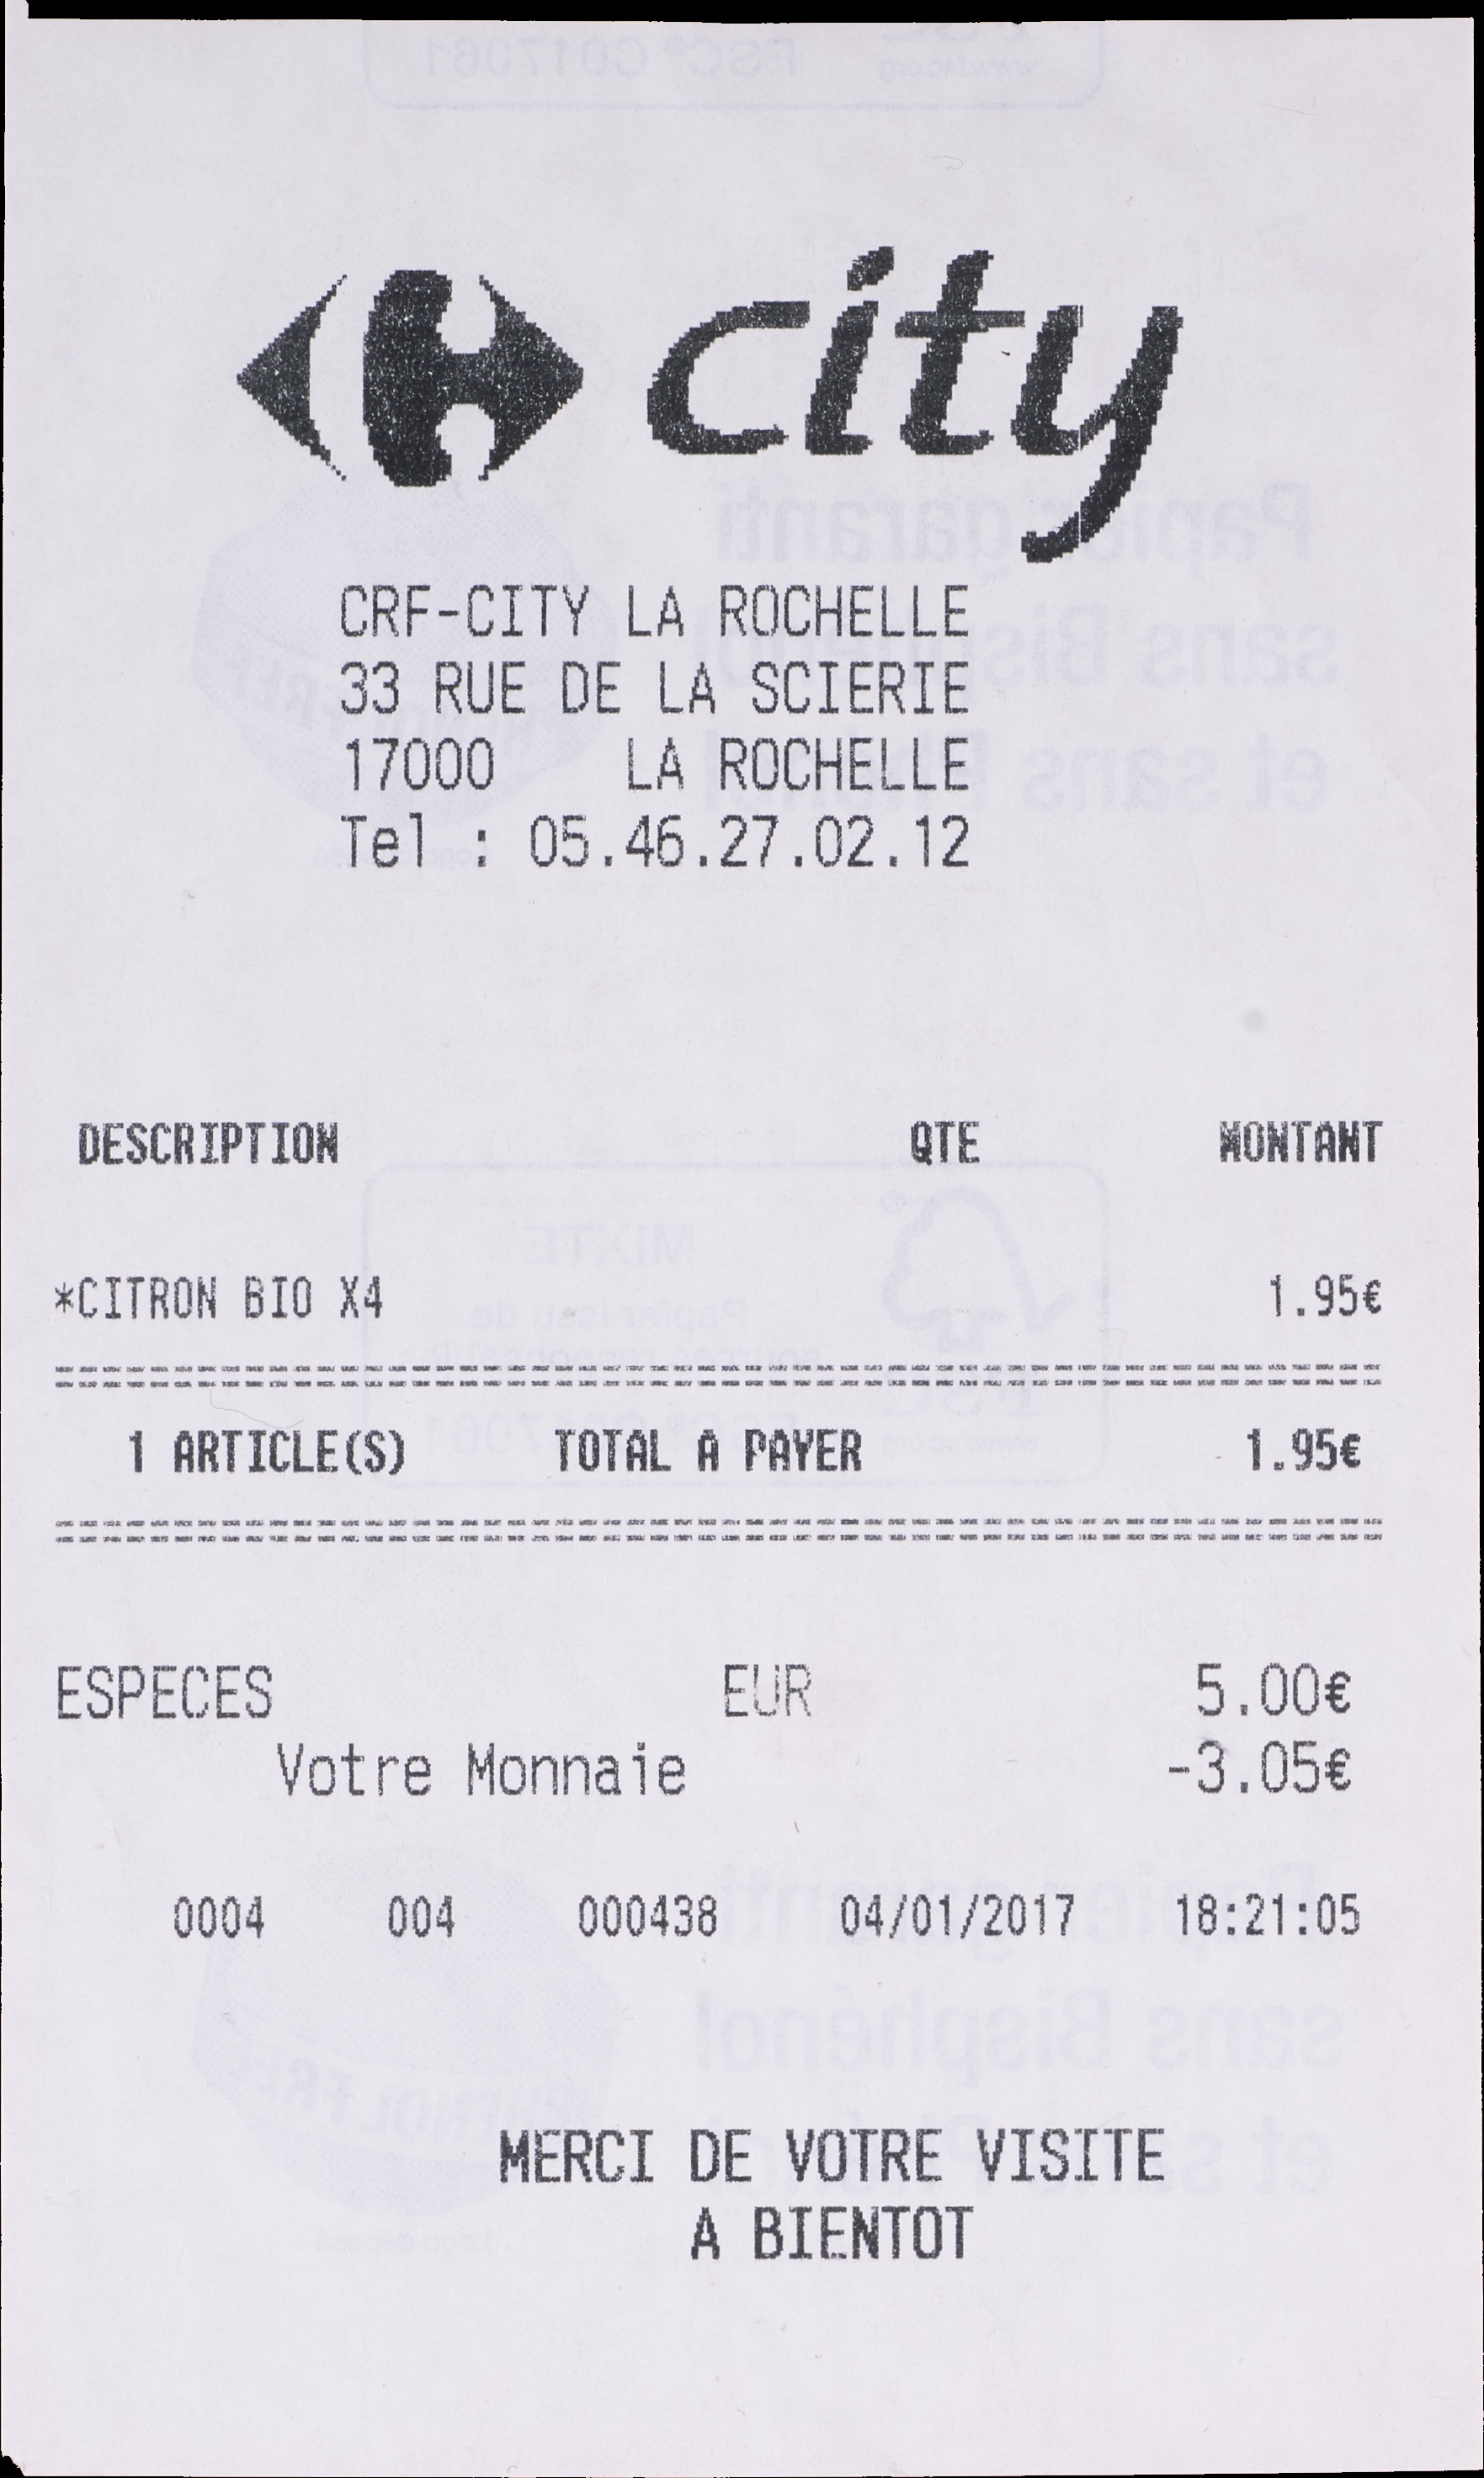 city
CRF-CITY LA ROCHELLE
33 RUE DE LA SCIERIE
17000 LA ROCHELLE
Tel : 05.46.27.02.12
DESCRIPTION QTE MONTANT
*CITRON BIO X4 1.95€
1 ARTICLE(S) TOTAL A PAYER 1.95€
ESPECES EUR 5.00€
Votre Monnaie -3.05€
0004 004 000438 04/01/2017 18:21:05
MERCI DE VOTRE VISITE
A BIENTOT